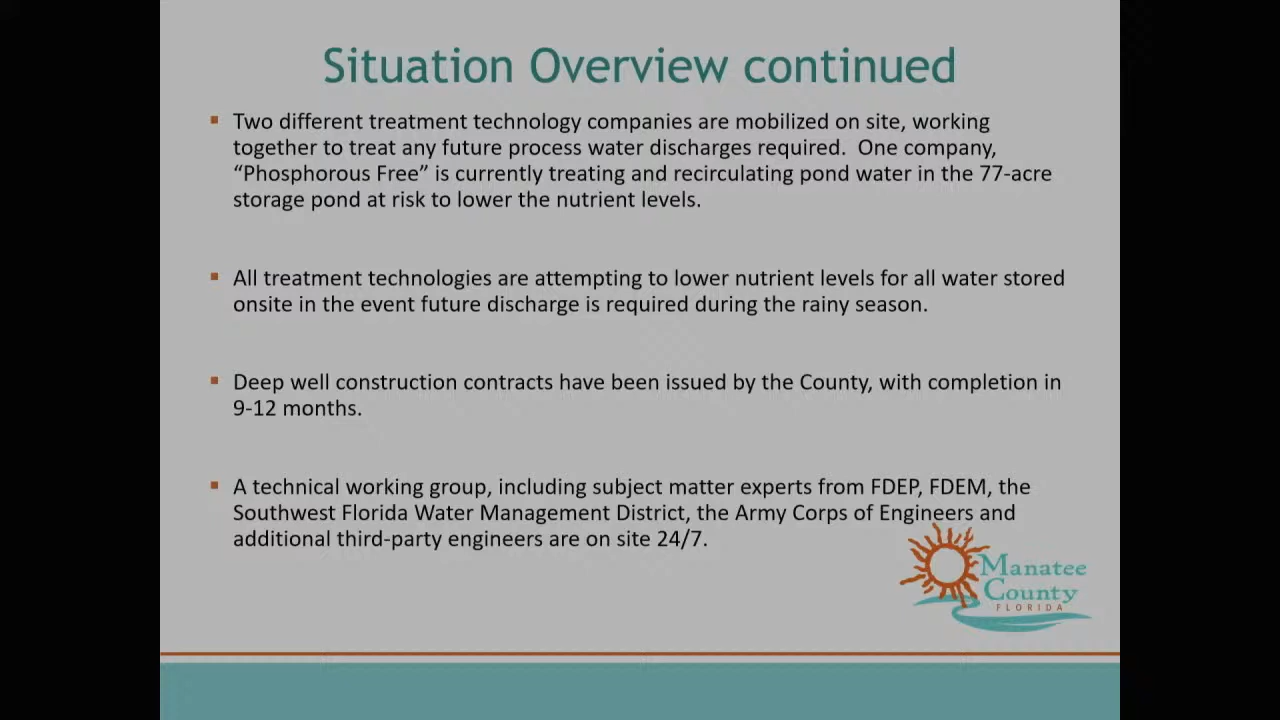 Situation Overview continued
Two different treatment technology companies are mobilized on site, working
together to treat any future process water discharges required.  One company,
“Phosphorous Free” is currently treating and recirculating pond water in the 77-acre
storage pond at risk to lower the nutrient levels.
All treatment technologies are attempting to lower nutrient levels for all water stored
onsite in the event future discharge is required during the rainy season.
Deep well construction contracts have been issued by the County, with completion in
9-12 months.
A technical working group, including subject matter experts from FDEP, FDEM, the
Southwest Florida Water Management District, the Army Corps of Engineers and
additional third-party engineers are on site 24/7.
Manatee
County
FLORIDA